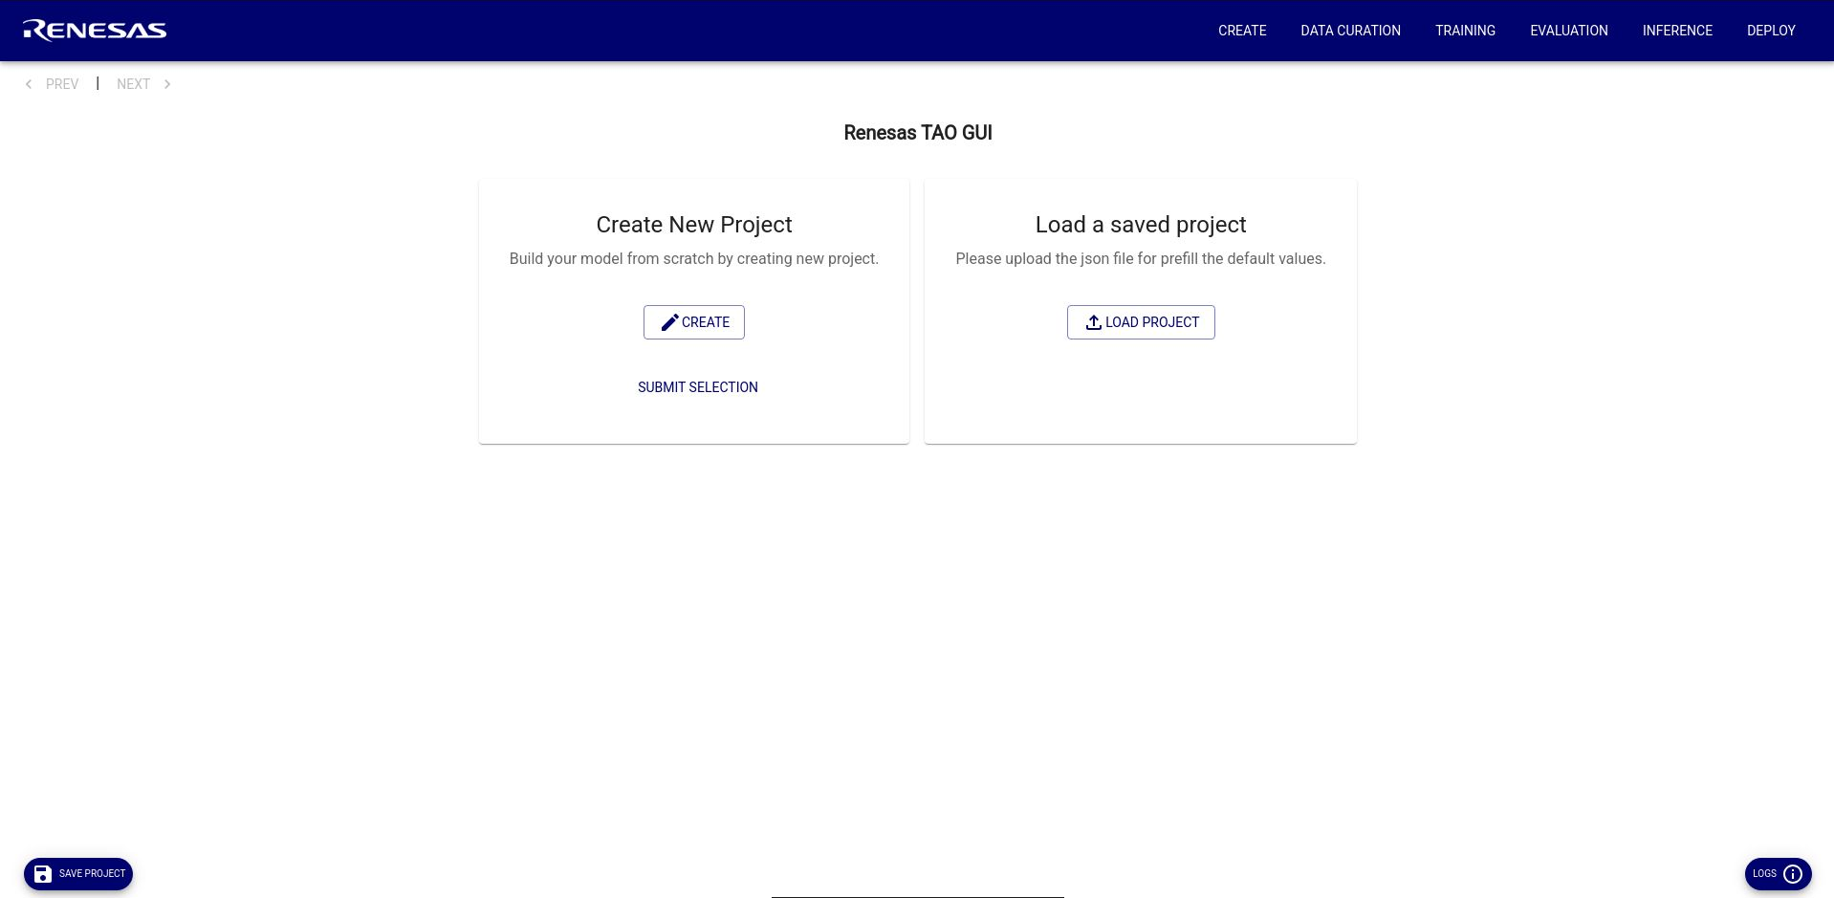 RENESAS
CREATE DATA CURATION TRAINING EVALUATION INFERENCE DEPLOY
PREV | NEXT
Renesas TAO GUI
Create New Project
Build your model from scratch by creating new project.
CREATE
SUBMIT SELECTION
Load a saved project
Please upload the json file for prefill the default values.
LOAD PROJECT
SAVE PROJECT
LOGS